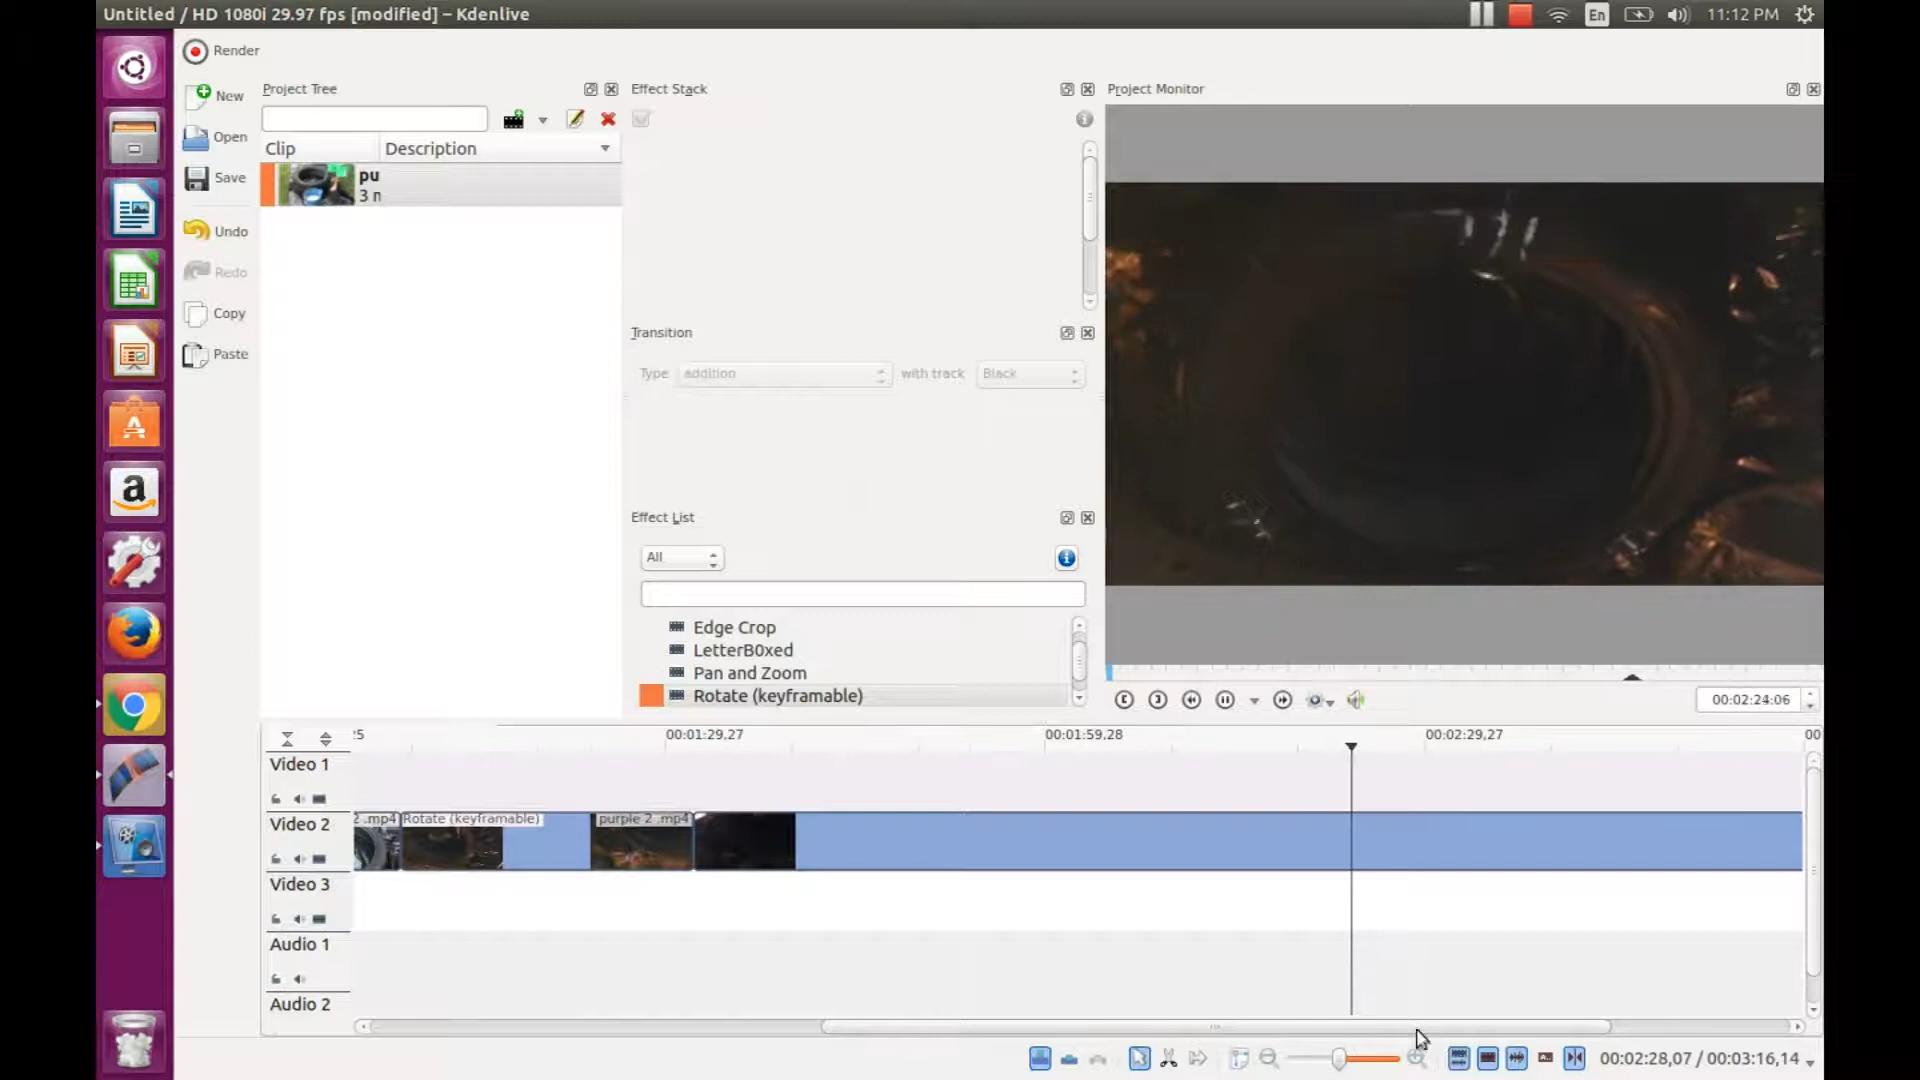 Untitled / HD 1080i 29.97 fps [modified] – Kdenlive
En
11:12 PM
Render
New
Open
Save
Undo
Redo
Copy
Paste
Project Tree
Clip
Description
pu
3 n
Effect Stack
Transition
Type
addition
with track
Black
Effect List
All
Edge Crop
LetterB0xed
Pan and Zoom
Rotate (keyframable)
Project Monitor
00:02:24:06
:5
00:01:29,27
00:01:59,28
00:02:29,27
00
Video 1
Video 2
2 .mp4
Rotate (keyframable)
purple 2 .mp4
Video 3
Audio 1
Audio 2
00:02:28,07 / 00:03:16,14